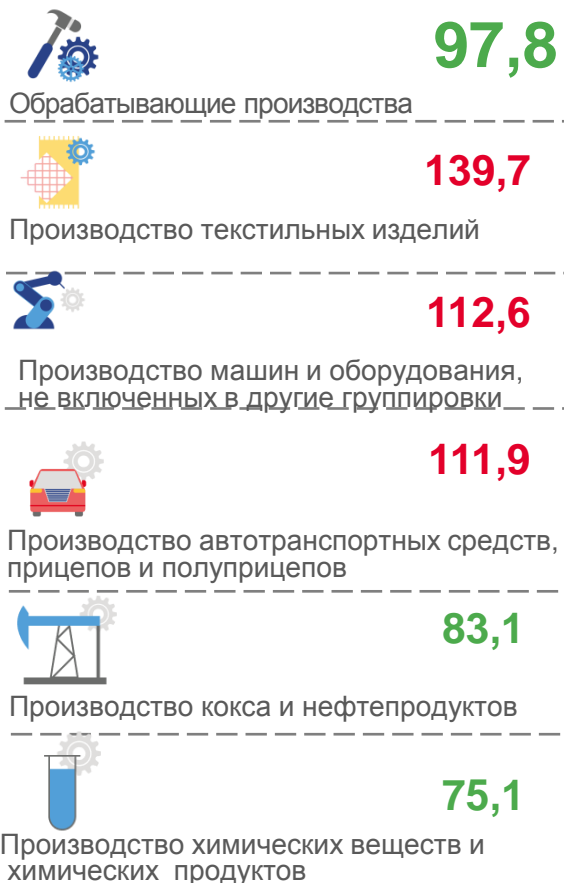 97,8
Обрабатывающие производства
139,7
Производство текстильных изделий
112,6
Производство машин и оборудования,
не включенных в другие группировки
111,9
Производство автотранспортных средств,
прицепов и полуприцепов
83,1
Производство кокса и нефтепродуктов
75,1
Производство химических веществ и
химических продуктов